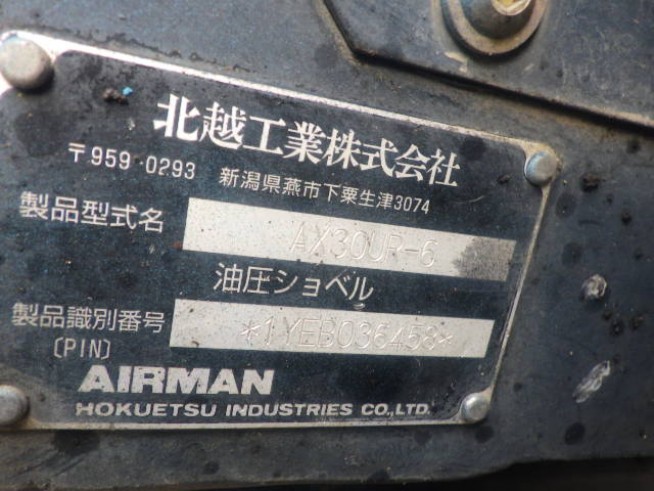 北越工業株式会社
〒959-0293 新潟県燕市下粟生津3074
製品型式名 AX30UR-6
油圧ショベル
製品識別番号 *1YEB036458*
(PIN)
AIRMAN
HOKUETSU INDUSTRIES CO.,LTD.